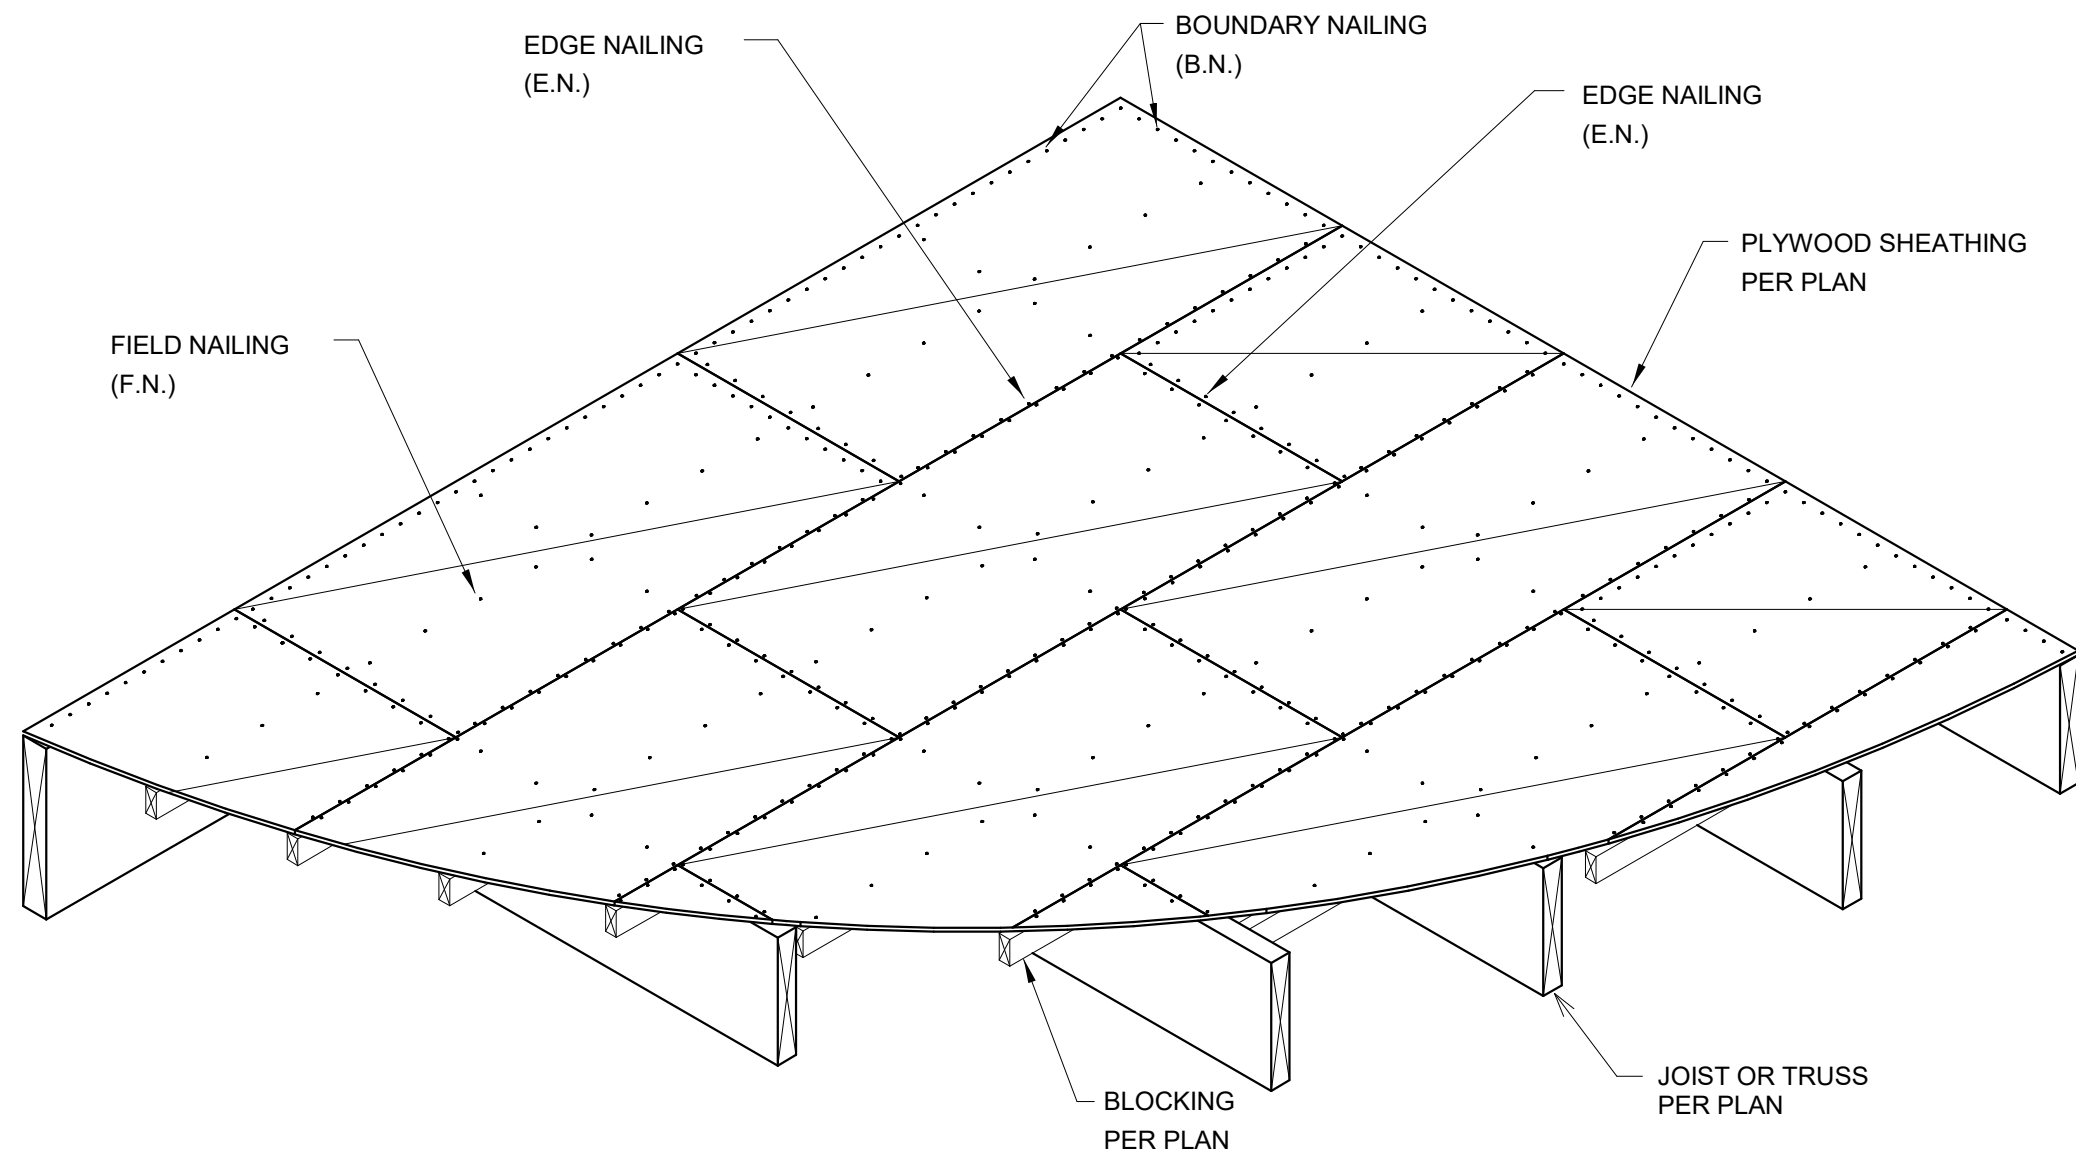 BOUNDARY NAILING
(B.N.)
EDGE NAILING
(E.N.)
EDGE NAILING
(E.N.)
PLYWOOD SHEATHING
PER PLAN
FIELD NAILING
(F.N.)
JOIST OR TRUSS
PER PLAN
BLOCKING
PER PLAN